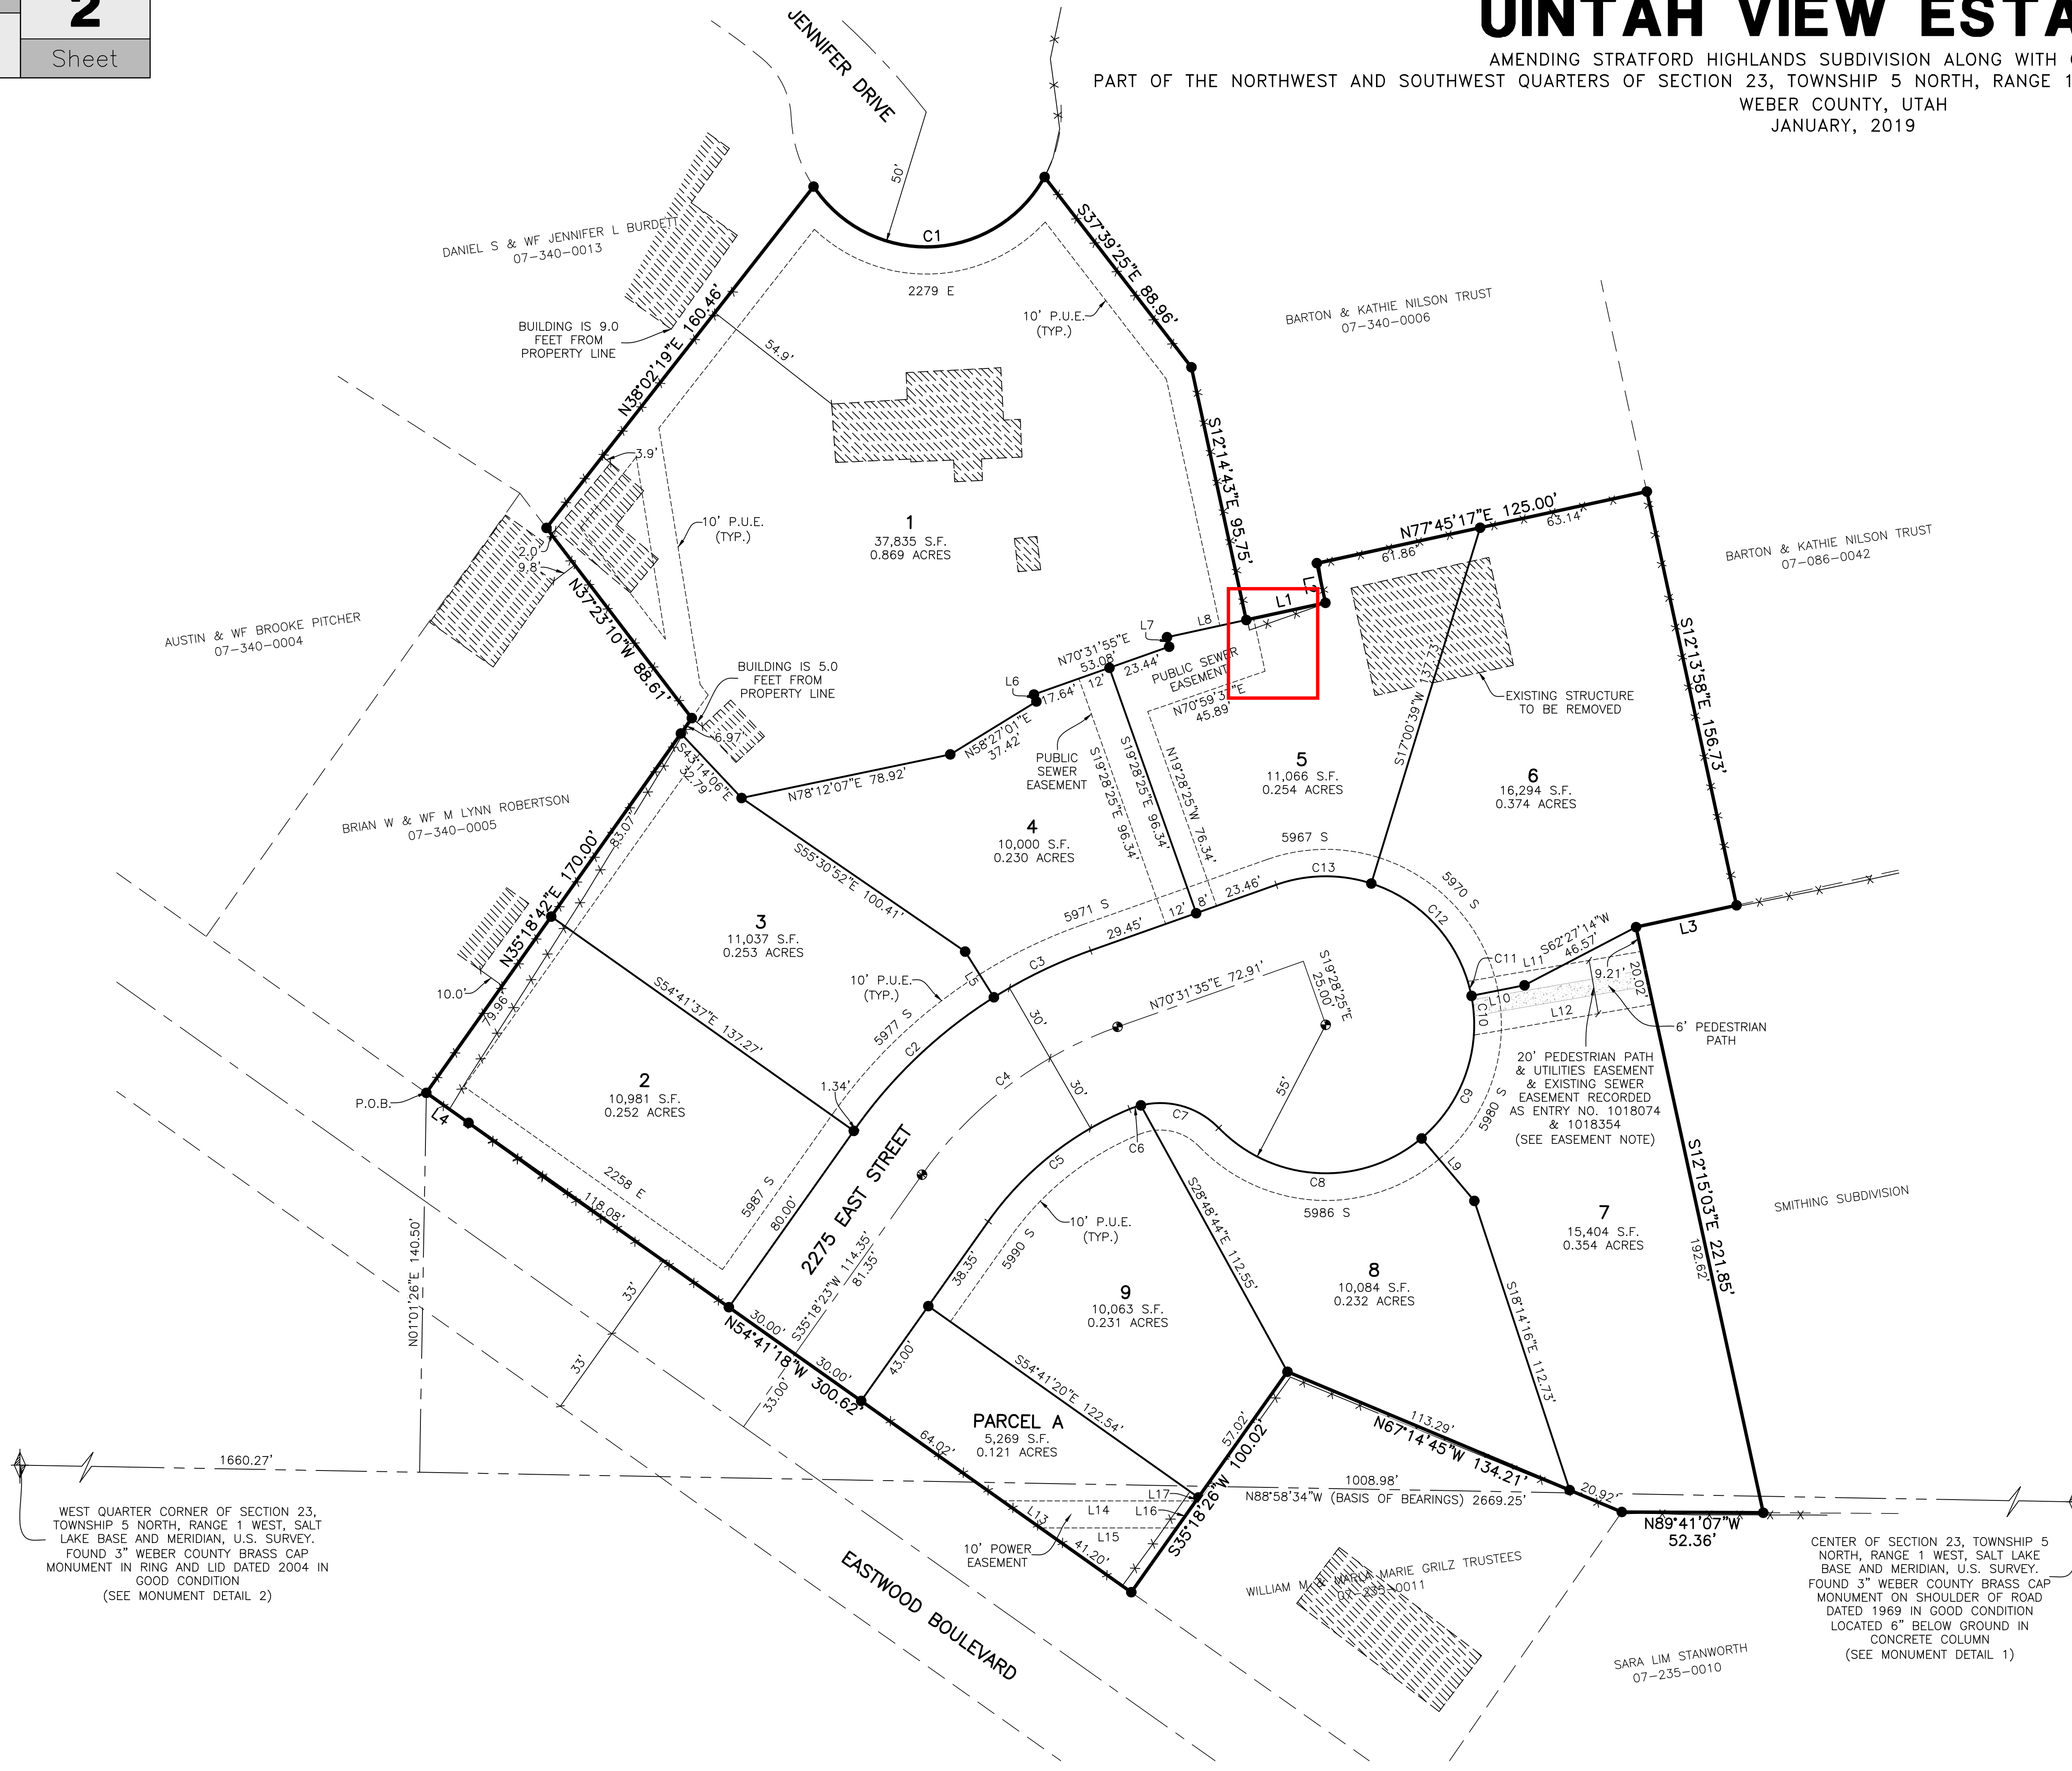 2
Sheet
UINTAH VIEW ESTA
AMENDING STRATFORD HIGHLANDS SUBDIVISION ALONG WITH
PART OF THE NORTHWEST AND SOUTHWEST QUARTERS OF SECTION 23, TOWNSHIP 5 NORTH, RANGE 1
WEBER COUNTY, UTAH
JANUARY, 2019
JENNIFER DRIVE
50'
C1
2279 E
DANIEL S & WF JENNIFER L BURDETT
07-340-0013
BUILDING IS 9.0
FEET FROM
PROPERTY LINE
N38°02'19"E 160.46'
54.9'
10' P.U.E.
(TYP.)
S37°39'25"E 88.96'
BARTON & KATHIE NILSON TRUST
07-340-0006
3.9'
10' P.U.E.
(TYP.)
1
37,835 S.F.
0.869 ACRES
S12°14'43"E 95.75'
N77°45'17"E 125.00'
61.86'
63.14'
BARTON & KATHIE NILSON TRUST
07-086-0042
2.0'
9.8'
N37°23'10"W 88.61'
AUSTIN & WF BROOKE PITCHER
07-340-0004
L1
L2
L8
L7
N70°31'55"E
53.08'
23.44'
PUBLIC SEWER
EASEMENT
N70°59'37"E
45.89'
L6
17.64'
12'
BUILDING IS 5.0
FEET FROM
PROPERTY LINE
6.97'
S43°14'06"E
32.79'
N78°12'07"E 78.92'
N58°27'01"E
37.42'
PUBLIC
SEWER
EASEMENT
S19°28'25"E 96.34'
S19°28'25"E 96.34'
N19°28'25"W 76.34'
EXISTING STRUCTURE
TO BE REMOVED
S17°00'39"W 137.13'
S12°13'58"E 156.73'
5
11,066 S.F.
0.254 ACRES
6
16,294 S.F.
0.374 ACRES
BRIAN W & WF M LYNN ROBERTSON
07-340-0005
N35°18'42"E 170.00'
83.07'
4
10,000 S.F.
0.230 ACRES
S55°30'52"E 100.41'
5967 S
C13
5970 S
C12
23.46'
8'
12'
29.45'
5971 S
C3
L5
3
11,037 S.F.
0.253 ACRES
10' P.U.E.
(TYP.)
S54°41'37"E 137.27'
5977 S
C2
10.0'
79.96'
L3
S62°27'14"W
46.57'
L11
C11
L10
C10
L12
9.21'
20.02'
6' PEDESTRIAN
PATH
N70°31'35"E 72.91'
S19°28'25"E
25.00'
55'
30'
30'
C4
20' PEDESTRIAN PATH
& UTILITIES EASEMENT
& EXISTING SEWER
EASEMENT RECORDED
AS ENTRY NO. 1018074
& 1018354
(SEE EASEMENT NOTE)
2
10,981 S.F.
0.252 ACRES
1.34'
P.O.B.
L4
C7
C6
C5
C8
C9
5980 S
5986 S
L9
2258 E
118.08'
5987 S
80.00'
2275 EAST STREET
S35°18'23"W 114.35'
81.35'
10' P.U.E.
(TYP.)
5990 S
38.35'
S28°48'44"E 112.55'
S12°15'03"E 221.85'
192.62'
SMITHING SUBDIVISION
7
15,404 S.F.
0.354 ACRES
8
10,084 S.F.
0.232 ACRES
9
10,063 S.F.
0.231 ACRES
S18°14'16"E 112.73'
N01°01'26"E 140.50'
33'
33'
30.00'
N54°41'18"W 300.62'
30.00'
33.00'
43.00'
S54°41'20"E 122.54'
PARCEL A
5,269 S.F.
0.121 ACRES
64.02'
57.02'
S35°18'26"W 100.02'
113.29'
N67°14'45"W 134.21'
20.92'
1660.27'
1008.98'
N88°58'34"W (BASIS OF BEARINGS) 2669.25'
L17
L14
L16
L13
L15
41.20'
10' POWER
EASEMENT
N89°41'07"W
52.36'
WEST QUARTER CORNER OF SECTION 23,
TOWNSHIP 5 NORTH, RANGE 1 WEST, SALT
LAKE BASE AND MERIDIAN, U.S. SURVEY.
FOUND 3" WEBER COUNTY BRASS CAP
MONUMENT IN RING AND LID DATED 2004 IN
GOOD CONDITION
(SEE MONUMENT DETAIL 2)
CENTER OF SECTION 23, TOWNSHIP 5
NORTH, RANGE 1 WEST, SALT LAKE
BASE AND MERIDIAN, U.S. SURVEY.
FOUND 3" WEBER COUNTY BRASS CAP
MONUMENT ON SHOULDER OF ROAD
DATED 1969 IN GOOD CONDITION
LOCATED 6" BELOW GROUND IN
CONCRETE COLUMN
(SEE MONUMENT DETAIL 1)
EASTWOOD BOULEVARD
WILLIAM M & MARLA MARIE GRILZ TRUSTEES
07-235-0011
SARA LIM STANWORTH
07-235-0010